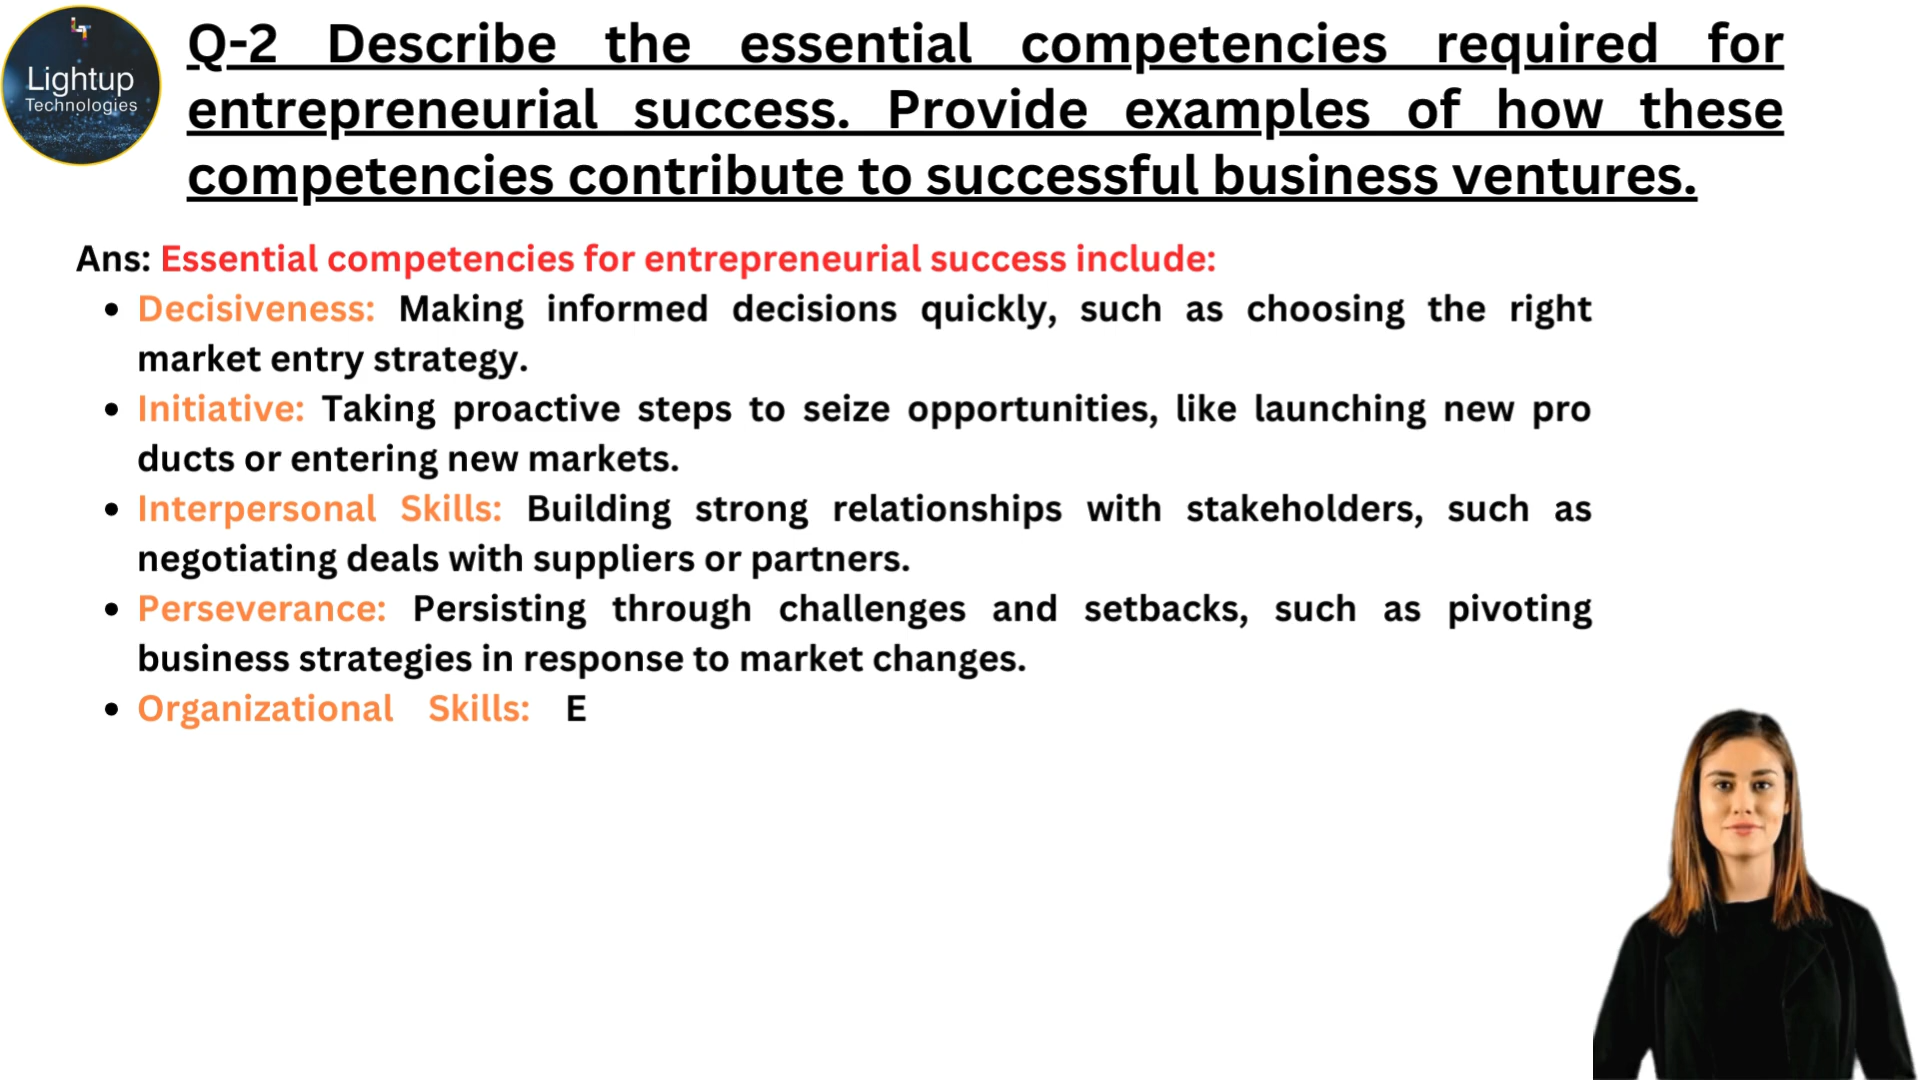 LT
Lightup
Technologies
Q-2 Describe the essential competencies required for
entrepreneurial success. Provide examples of how these
competencies contribute to successful business ventures.
Ans: Essential competencies for entrepreneurial success include:
• Decisiveness: Making informed decisions quickly, such as choosing the right
market entry strategy.
• Initiative: Taking proactive steps to seize opportunities, like launching new pro
ducts or entering new markets.
• Interpersonal Skills: Building strong relationships with stakeholders, such as
negotiating deals with suppliers or partners.
• Perseverance: Persisting through challenges and setbacks, such as pivoting
business strategies in response to market changes.
• Organizational Skills: E